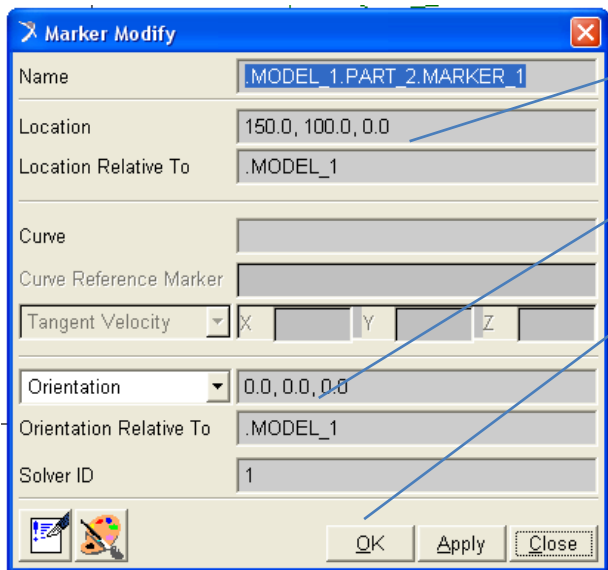 Marker Modify
Name .MODEL_1.PART_2.MARKER_1
Location 150.0, 100.0, 0.0
Location Relative To .MODEL_1
Curve
Curve Reference Marker
Tangent Velocity X Y Z
Orientation 0.0, 0.0, 0.0
Orientation Relative To .MODEL_1
Solver ID 1
OK Apply Close